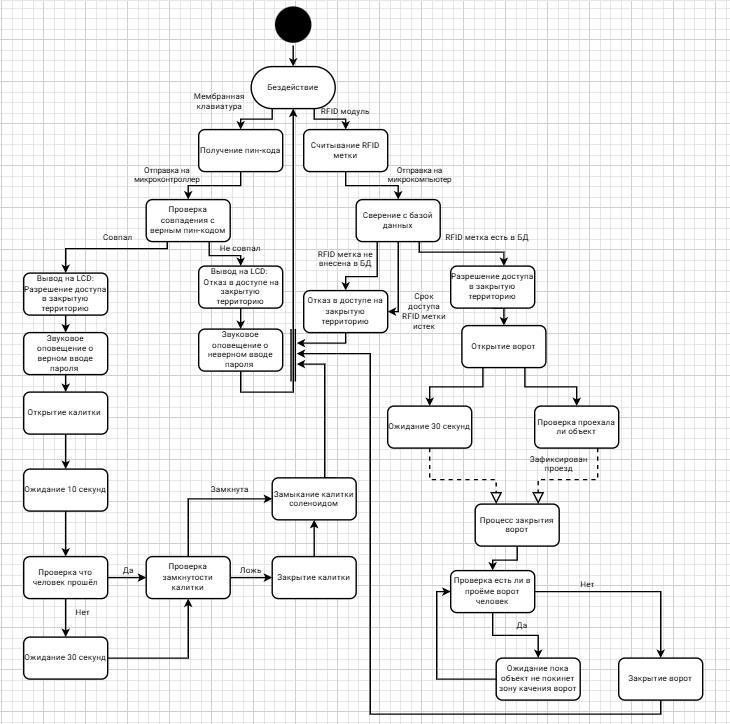 Бездействие
Мембранная
клавиатура
RFID модуль
Получение пин-кода
Считывание RFID
метки
Отправка на
микроконтроллер
Отправка на
микрокомпьютер
Проверка
совпадения с
верным пин-кодом
Сверение с базой
данных
Совпал
Не совпал
RFID метка не
внесена в БД
RFID метка есть в БД
Вывод на LCD:
Разрешение доступа
в закрытую
территорию
Вывод на LCD:
Отказ в доступе на
закрытую
территорию
Отказ в доступе на
закрытую
территорию
Срок
доступа
RFID метки
истек
Разрешение доступа
в закрытую
территорию
Звуковое
оповещение о
верном вводе
пароля
Звуковое
оповещение о
неверном вводе
пароля
Открытие ворот
Открытие калитки
Ожидание 30 секунд
Проверка проехала
ли объект
Зафиксирован
проезд
Ожидание 10 секунд
Замкнута
Замыкание калитки
соленоидом
Процесс закрытия
ворот
Проверка что
человек прошёл
Да
Проверка
замкнутости
калитки
Ложь
Закрытие калитки
Проверка есть ли в
проёме ворот
человек
Нет
Нет
Да
Ожидание 30 секунд
Ожидание пока
объект не покинет
зону качения ворот
Закрытие ворот